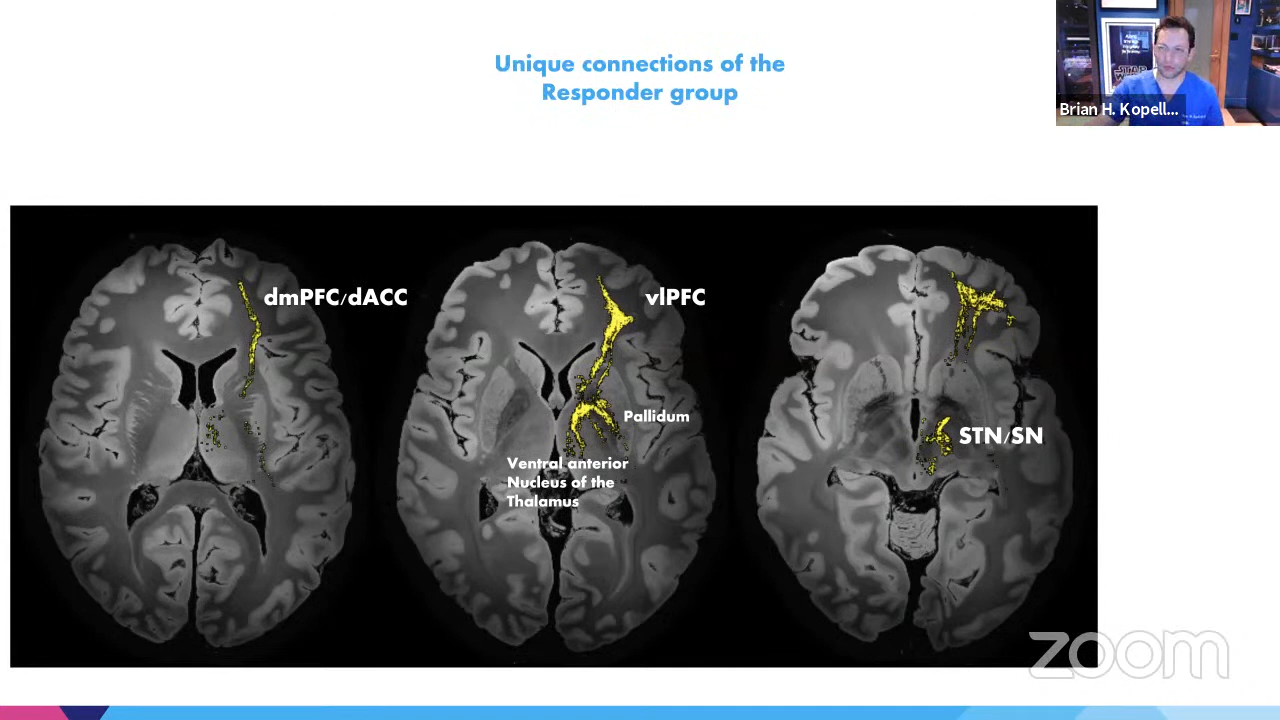 Unique connections of the
Responder group
Brian H. Kopell...
dmPFC/dACC
vlPFC
Pallidum
Ventral anterior
Nucleus of the
Thalamus
STN/SN
zoom